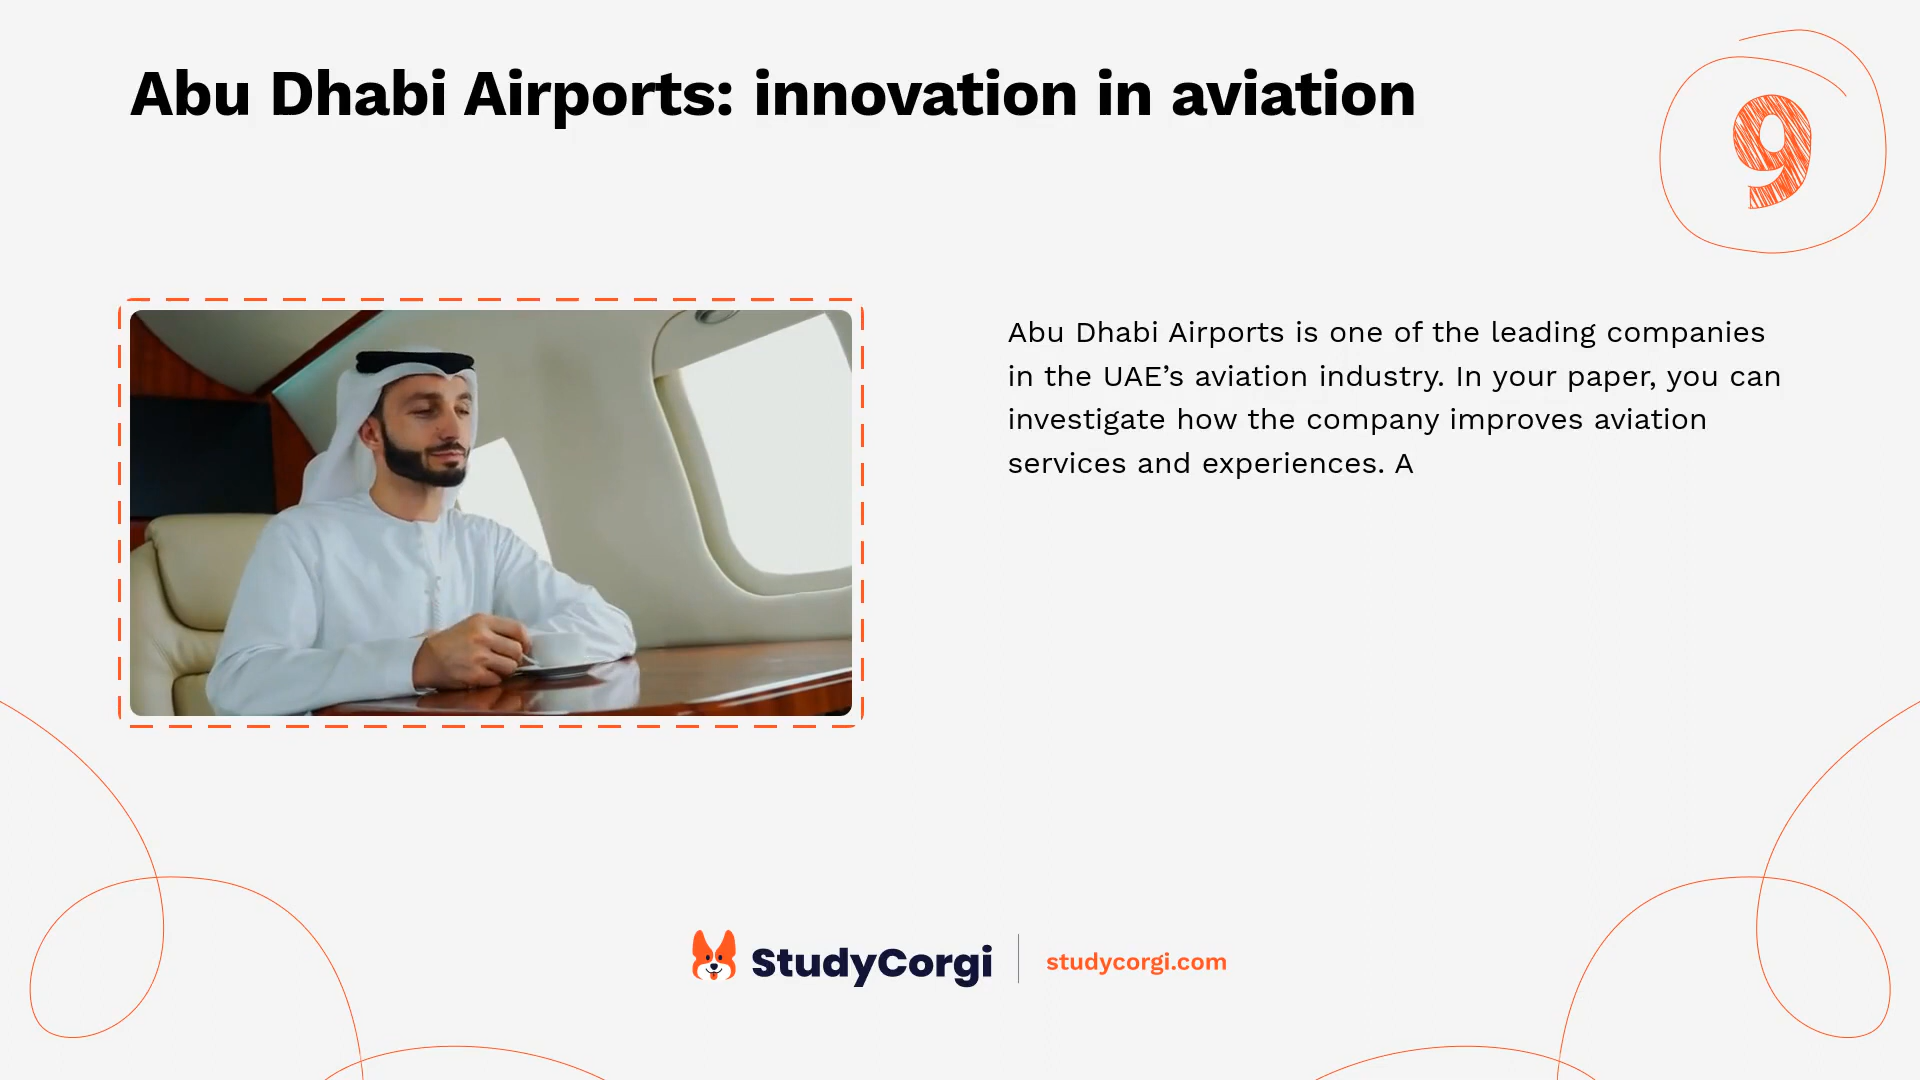 Abu Dhabi Airports: innovation in aviation
9
Abu Dhabi Airports is one of the leading companies
in the UAE’s aviation industry. In your paper, you can
investigate how the company improves aviation
services and experiences. A
StudyCorgi
studycorgi.com